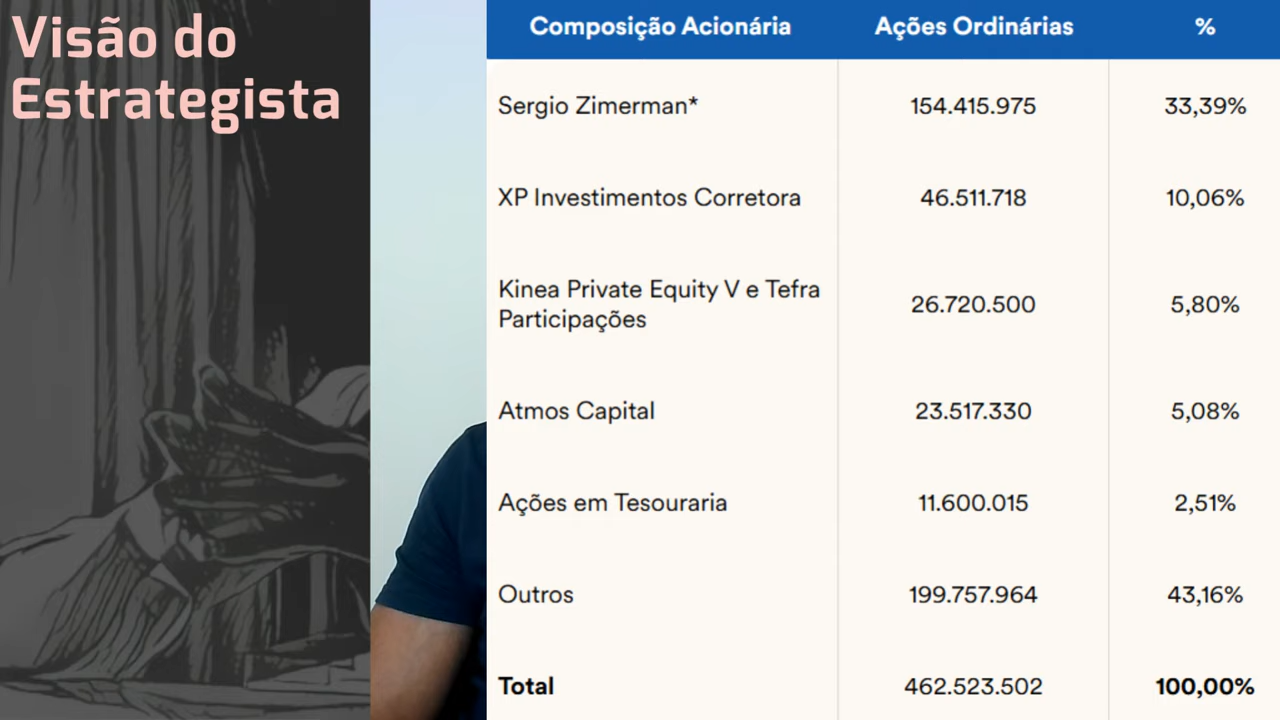 Visão do
Estrategista
Composição Acionária Ações Ordinárias %
Sergio Zimerman* 154.415.975 33,39%
XP Investimentos Corretora 46.511.718 10,06%
Kinea Private Equity V e Tefra
Participações 26.720.500 5,80%
Atmos Capital 23.517.330 5,08%
Ações em Tesouraria 11.600.015 2,51%
Outros 199.757.964 43,16%
Total 462.523.502 100,00%